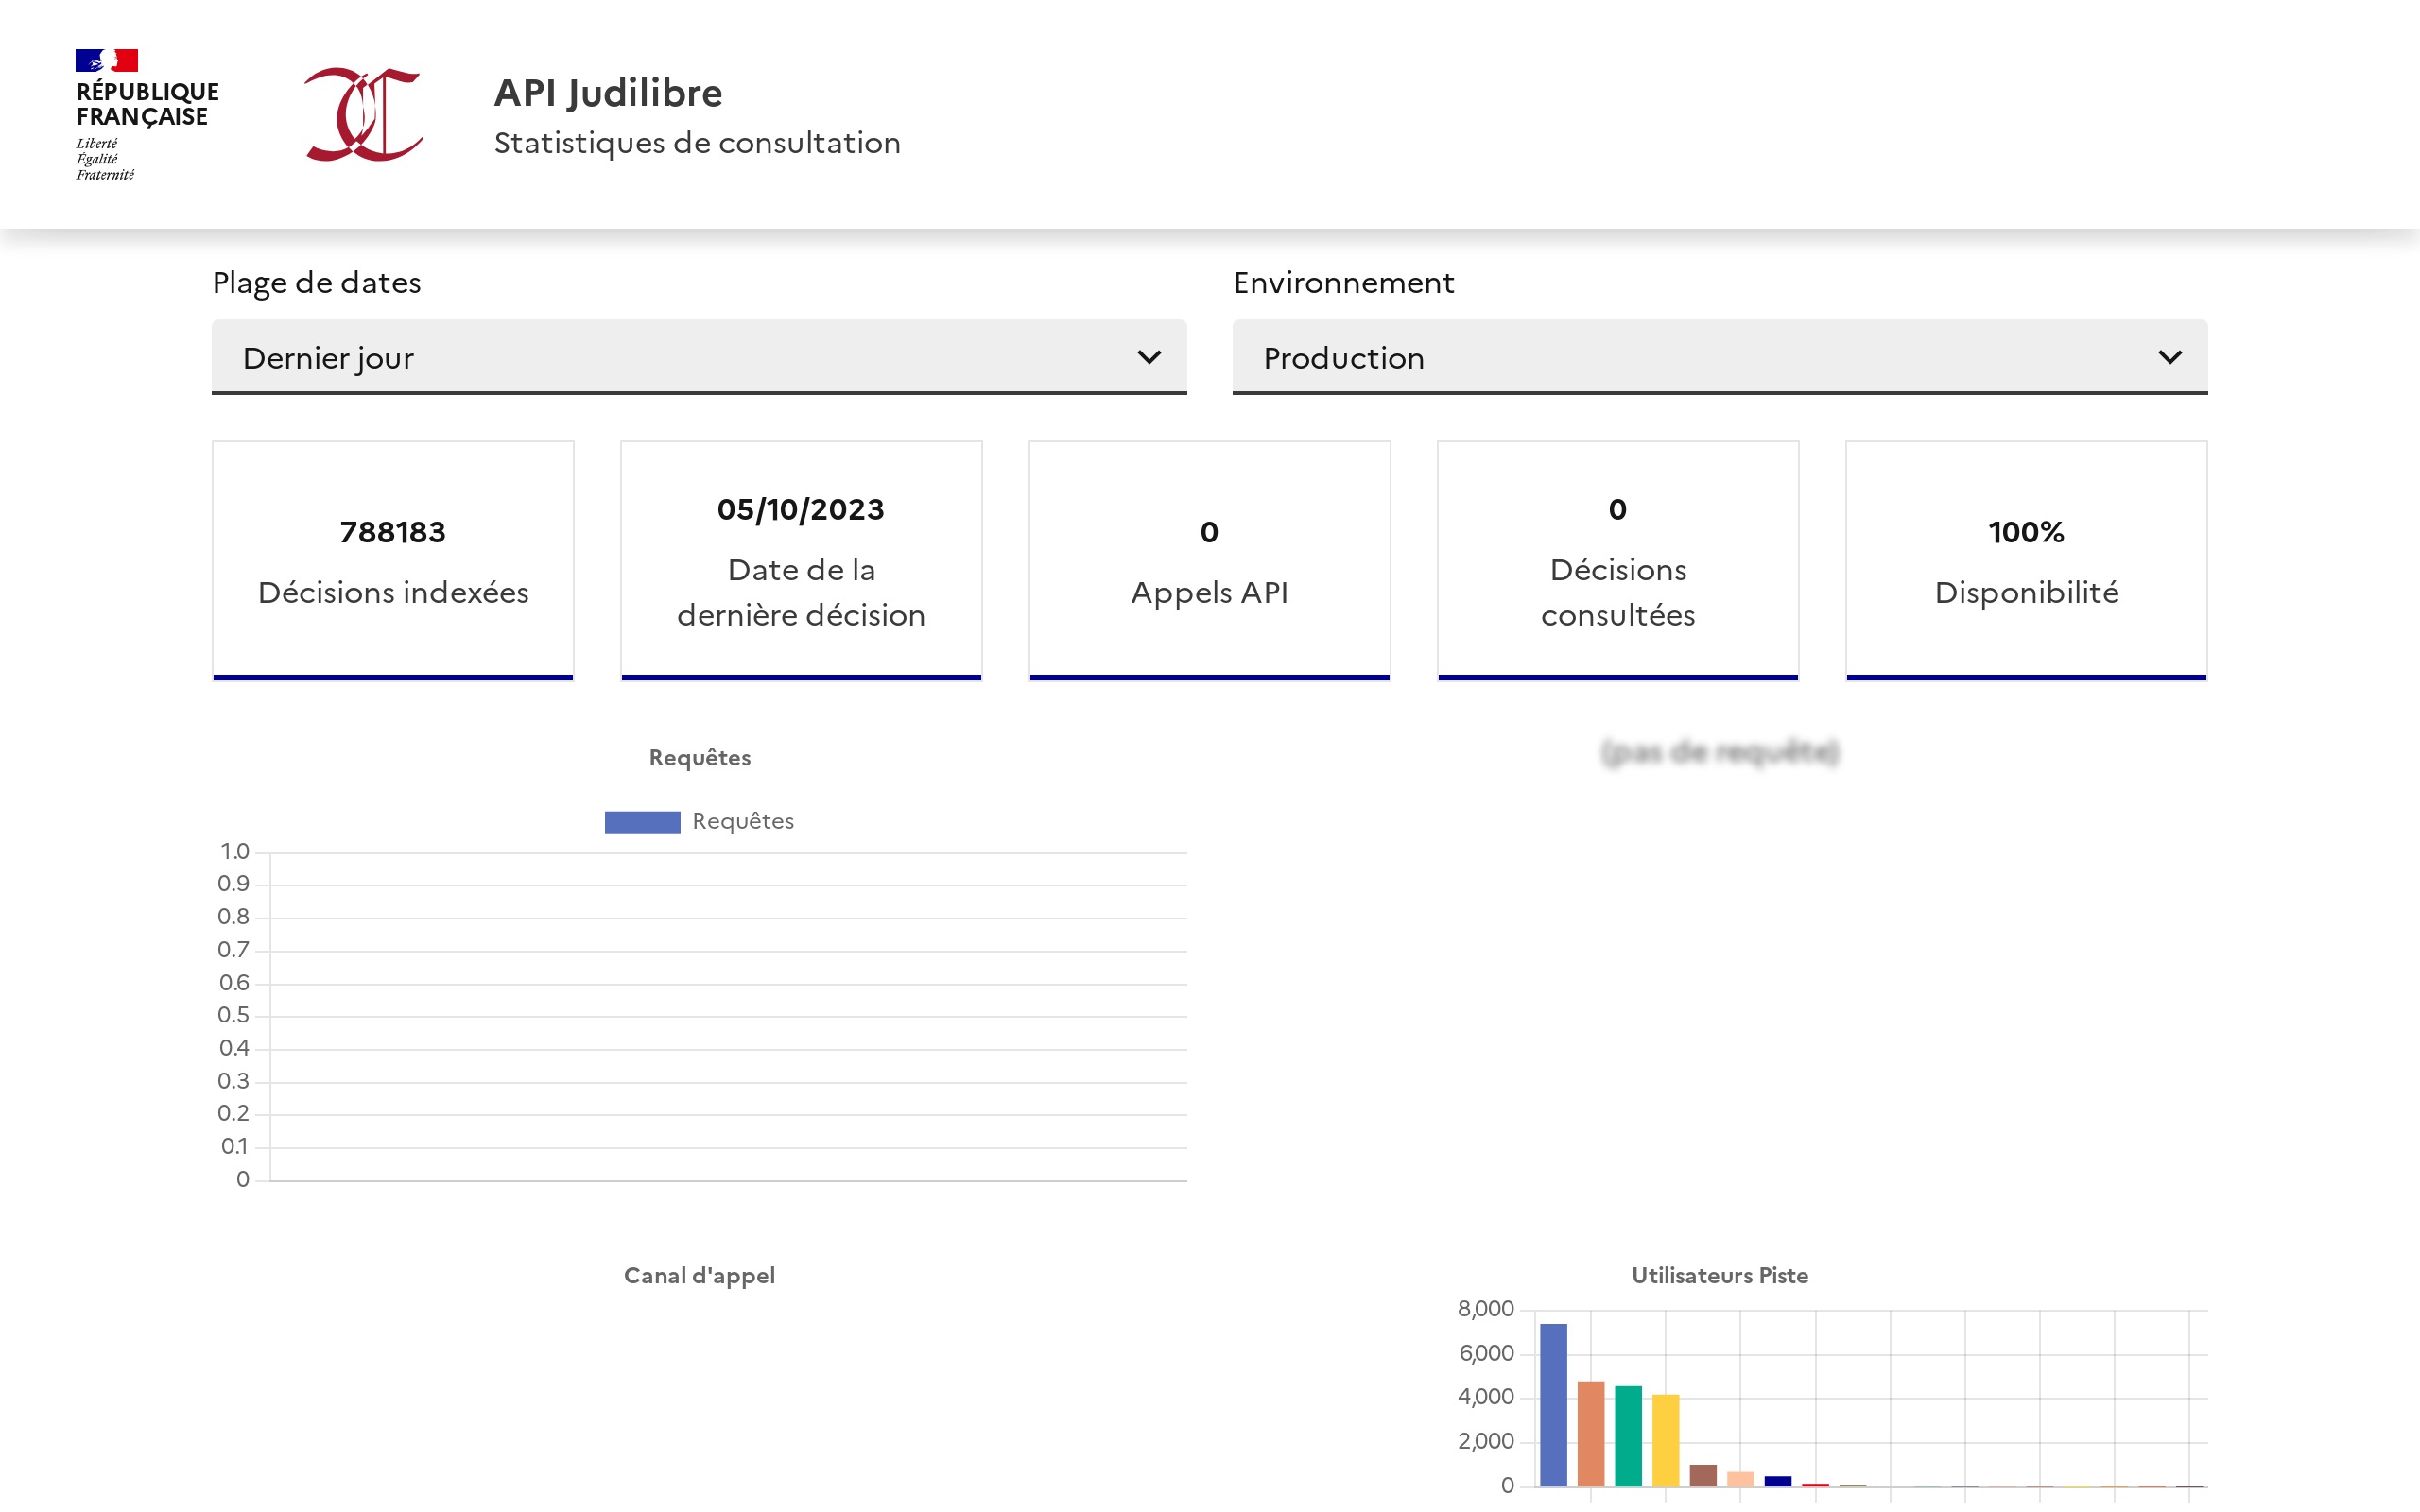 RÉPUBLIQUE
FRANÇAISE
Liberté
Égalité
Fraternité
API Judilibre
Statistiques de consultation
Plage de dates
Dernier jour
Environnement
Production
788183
Décisions indexées
05/10/2023
Date de la
dernière décision
0
Appels API
0
Décisions
consultées
100%
Disponibilité
Requêtes
Requêtes
1.0
0.9
0.8
0.7
0.6
0.5
0.4
0.3
0.2
0.1
0
(pas de requête)
Canal d'appel
Utilisateurs Piste
8,000
6,000
4,000
2,000
0